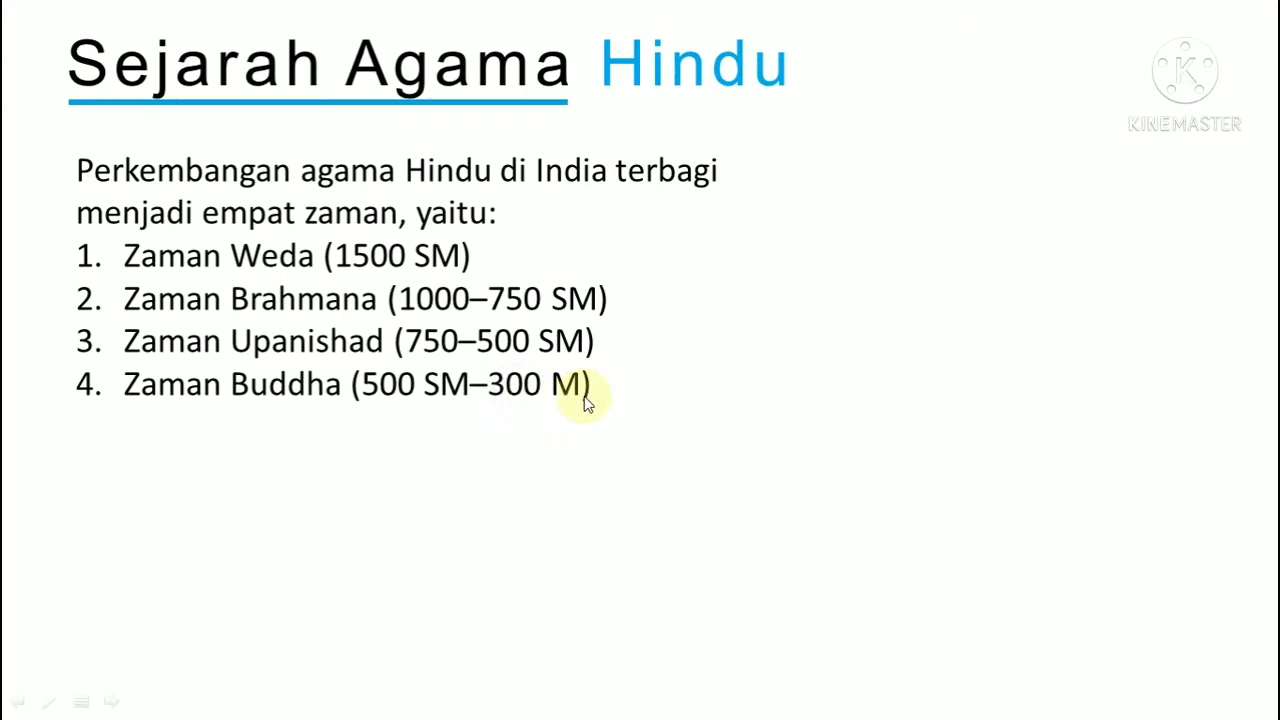 Sejarah Agama Hindu
KINEMASTER
Perkembangan agama Hindu di India terbagi
menjadi empat zaman, yaitu:
1. Zaman Weda (1500 SM)
2. Zaman Brahmana (1000–750 SM)
3. Zaman Upanishad (750–500 SM)
4. Zaman Buddha (500 SM–300 M)